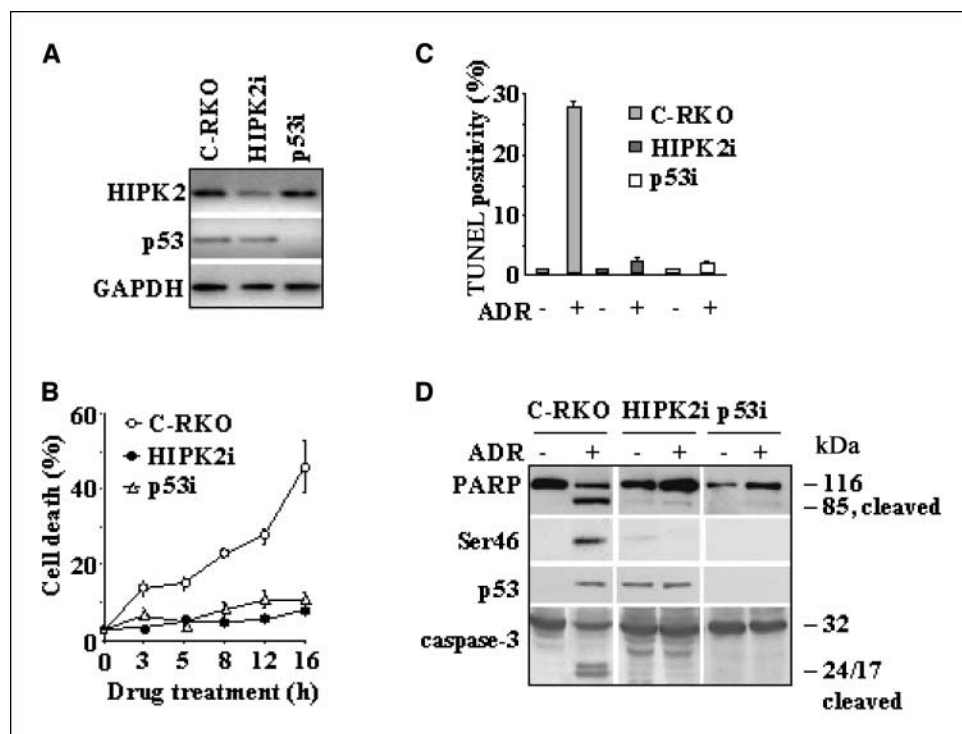 A
C-RKO
HIPK2i
p53i
HIPK2
p53
GAPDH
B
Cell death (%)
60
40
20
0
C-RKO
HIPK2i
p53i
0 3 5 8 12 16
Drug treatment (h)
C
TUNEL positivity (%)
30
20
10
0
C-RKO
HIPK2i
p53i
ADR - + - + - +
D
C-RKO HIPK2i p53i
ADR - + - + - + kDa
PARP – 116
– 85, cleaved
Ser46
p53
caspase-3 – 32
– 24/17
cleaved